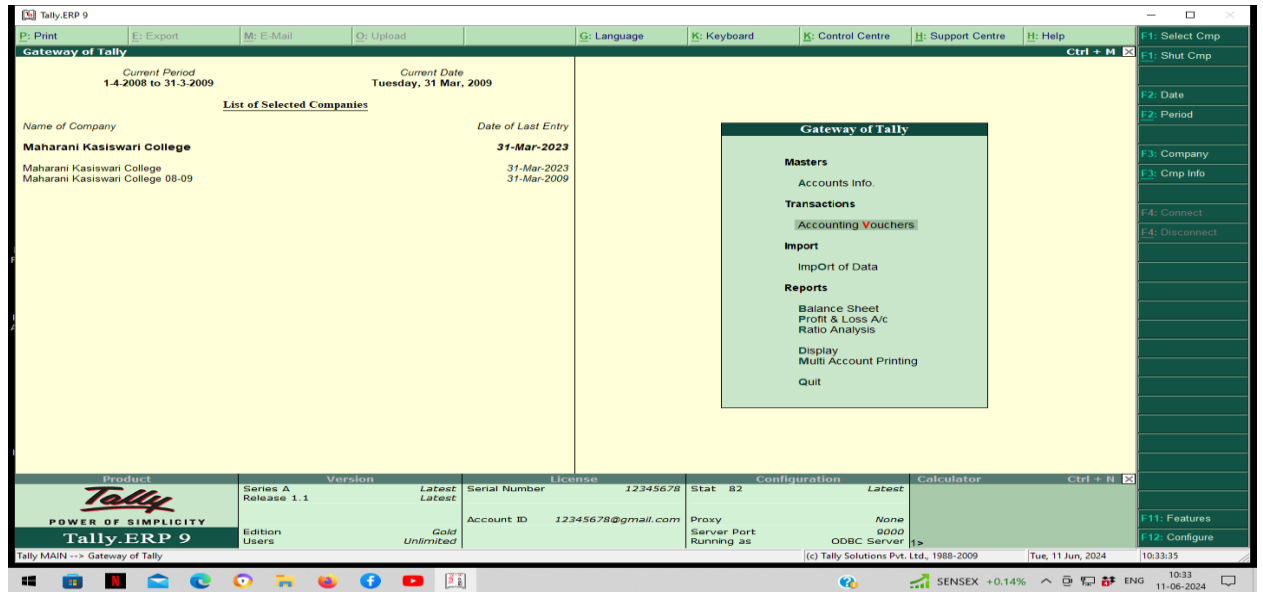 Tally.ERP 9
P: Print E: Export M: E-Mail O: Upload G: Language K: Keyboard K: Control Centre H: Support Centre H: Help
Gateway of Tally Ctrl + M
Current Period Current Date
1-4-2008 to 31-3-2009 Tuesday, 31 Mar, 2009
List of Selected Companies
Name of Company Date of Last Entry
Maharani Kasiswari College 31-Mar-2023
Maharani Kasiswari College 31-Mar-2023
Maharani Kasiswari College 08-09 31-Mar-2009
Gateway of Tally
Masters
Accounts Info.
Transactions
Accounting Vouchers
Import
ImpOrt of Data
Reports
Balance Sheet
Profit & Loss A/c
Ratio Analysis
Display
Multi Account Printing
Quit
F1: Select Cmp
F1: Shut Cmp
F2: Date
F2: Period
F3: Company
F3: Cmp Info
F4: Connect
F4: Disconnect
F11: Features
F12: Configure
Product Version License Configuration Calculator Ctrl + N
Tally
POWER OF SIMPLICITY
Tally.ERP 9
Series A Latest
Release 1.1 Latest
Edition Gold
Users Unlimited
Serial Number 12345678
Account ID 12345678@gmail.com
Stat 82 Latest
Proxy None
Server Port 9000
Running as ODBC Server
1>
Tally MAIN --> Gateway of Tally (c) Tally Solutions Pvt. Ltd., 1988-2009 Tue, 11 Jun, 2024 10:33:35
SENSEX +0.14% ENG 10:33
11-06-2024